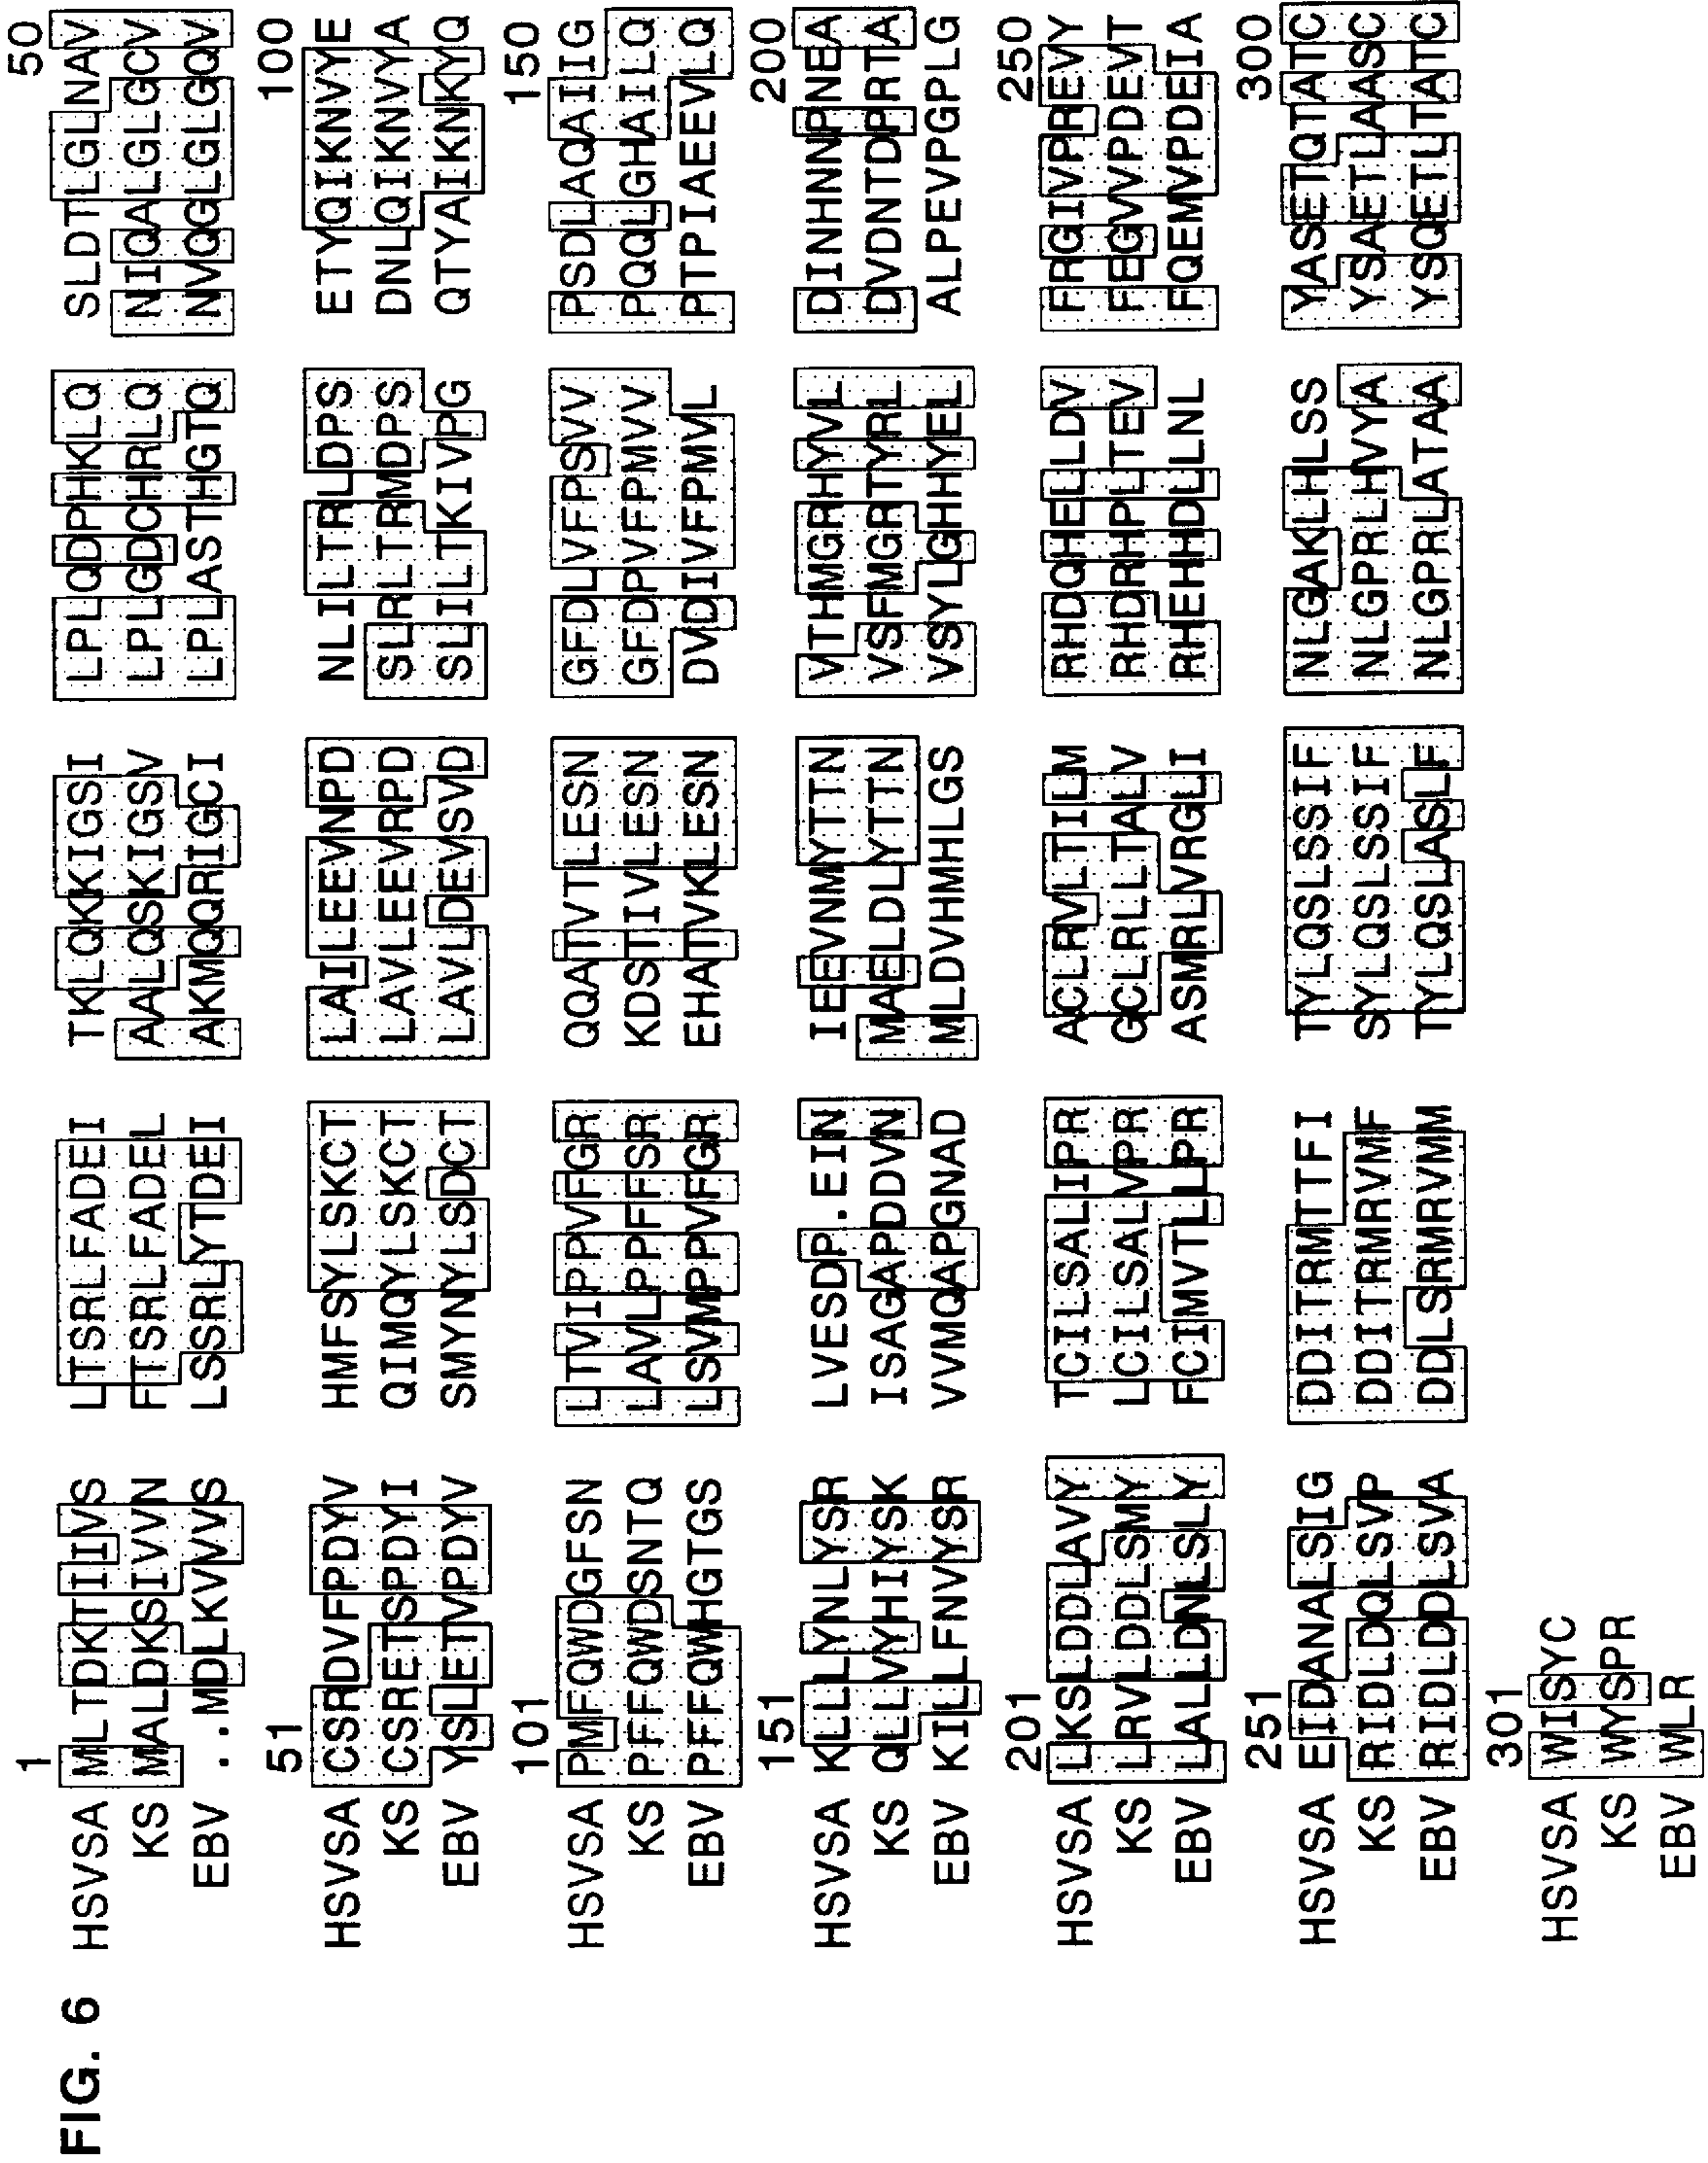 FIG. 6
1 50
HSVSA MLTDKTIIVS LTSRLFADEI TKLQKKIGSI LPLQDPHKLQ SLDTLGLNAV
KS MALDKSIVVN FTSRLFADEL AALQSKIGSV LPLGDCHRLQ NIQALGLGCV
EBV ..MDLKVVVS LSSRLYTDEI AKMQQRIGCI LPLASTHGTQ NVQGLGLGQV
51 100
HSVSA CSRDVFPDYV HMFSYLSKCT LAILEEVNPD NLILTRLDPS ETYQIKNVYE
KS CSRETSPDYI QIMQYLSKCT LAVLEEVRPD SLRLTRMDPS DNLQIKNVYA
EBV YSLETVPDYV SMYNYLSDCT LAVLDEVSVD SLILTKIVPG QTYAIKNKYQ
101 150
HSVSA PMFQWDGFSN LTVIPPVFGR QQATVTLESN GFDLVFPSVV PSDLAQAIIG
KS PFFQWDSNTQ LAVLPPFFSR KDSTIVLESN GFDPVFPMVV PQQLGHAILQ
EBV PFFQWHGTGS LSVMPPVFGR EHATVKLESN DVDIVFPMVL PTPIAEEVLQ
151 200
HSVSA KLLLYNLYSR LVESDP.EIN IEEVNMYTTN VTHMGRHYVL DINHNNPNEA
KS QLLVYHIYSK ISAGAPDDVN MAELDLYTTN VSFMGRTYRL DVDNTDPRTA
EBV KILLFNVYSR VVMQAPGNAD MLDVHMHLGS VSYLGHHYEL ALPEVPGPLG
201 250
HSVSA LKSLDDLAVY TCILSALIPR ACLRVLTILM RHDQHELLDV FRGIVPREVY
KS LRVLDDLSMY LCILSALVPR GCLRLLTALV RHDRHPLTEV FEGVVPDEVT
EBV LALLDNLSLY FCIMVTLLPR ASMRLVRGLI RHEHHDLLNL FQEMVPDEIA
251 300
HSVSA EIDANALSIG DDITRMTTFI TYLQSLSSIF NLGAKLHLSS YASETQTATC
KS RIDLDQLSVP DDITRMRVMF SYLQSLSSIF NLGPRLHVYA YSAETLAASC
EBV RIDLDDLSVA DDLSRMRVMM TYLQSLASLF NLGPRLATAA YSQETLTATC
301
HSVSA WISYC
KS WYSPR
EBV WLR